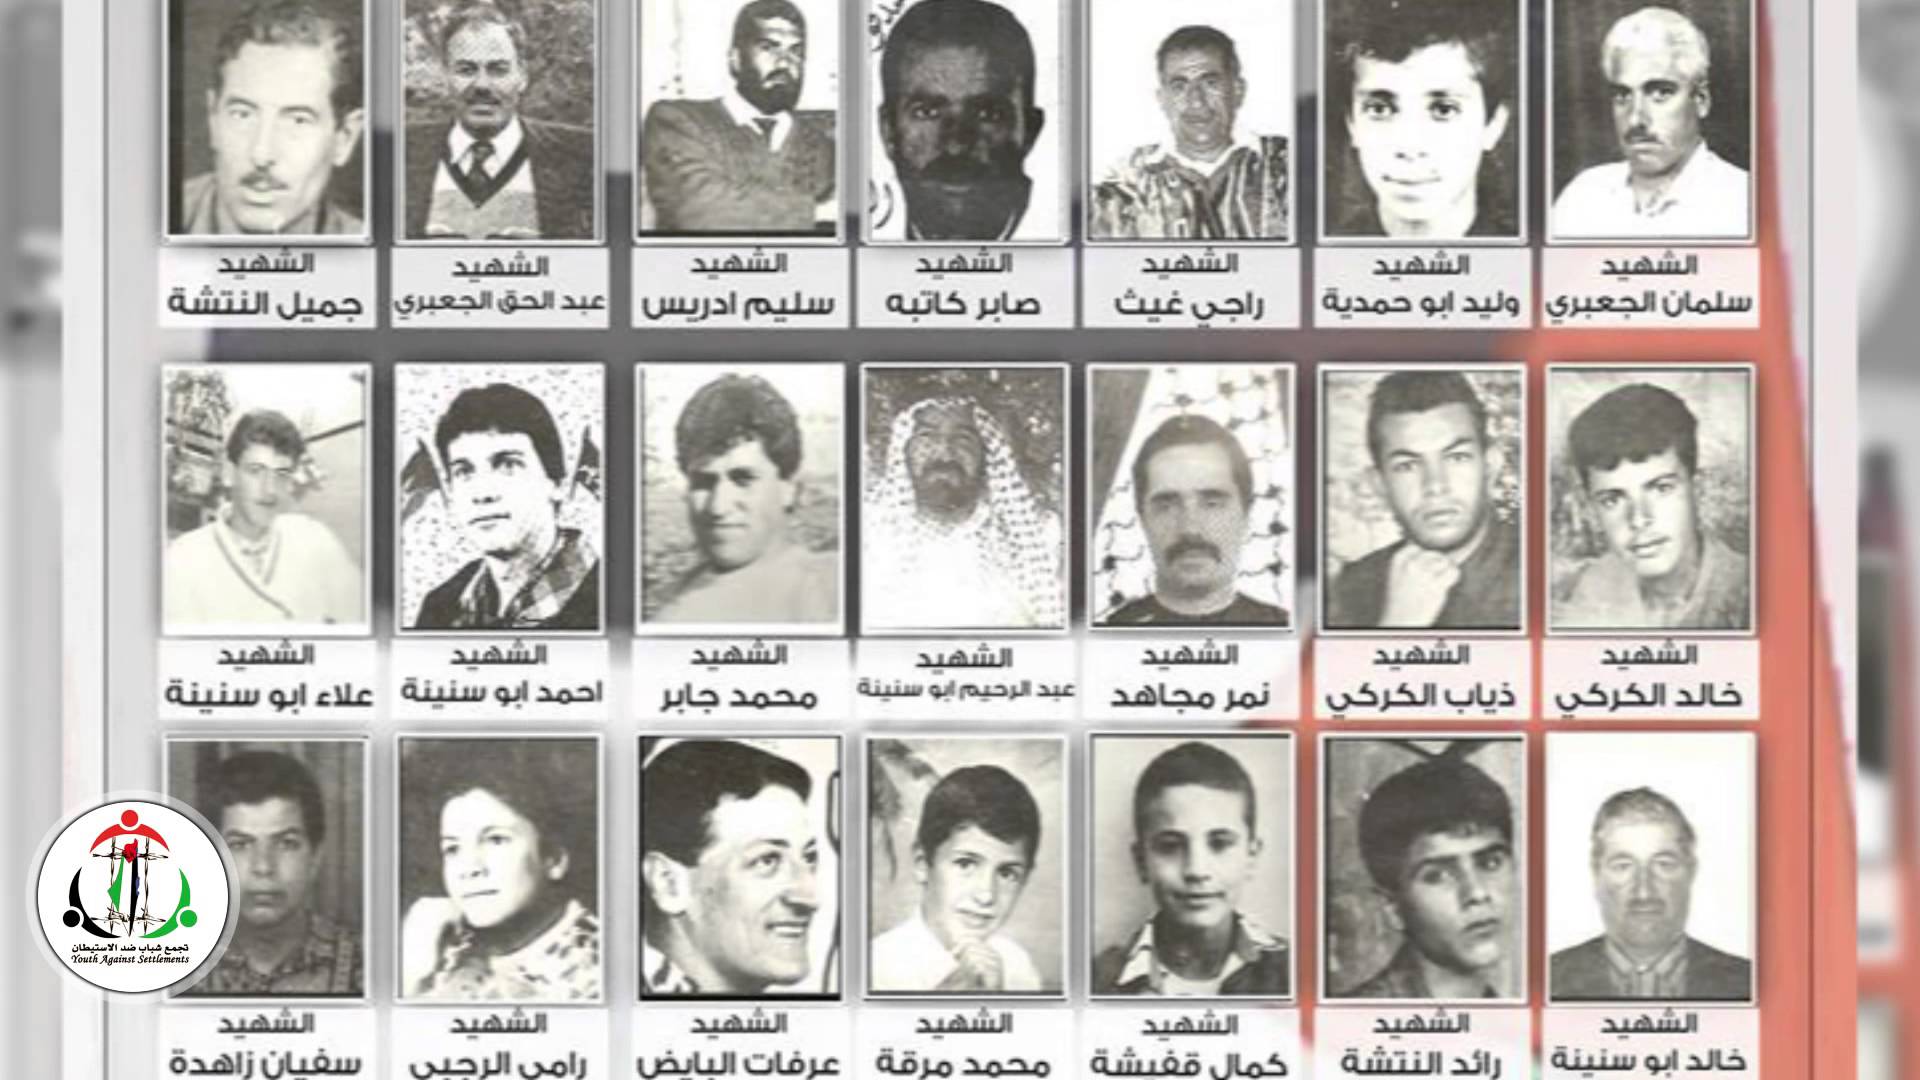 الشهيد
سلمان الجعبري
الشهيد
وليد ابو حمدية
الشهيد
راجي غيث
الشهيد
صابر كاتبه
الشهيد
سليم ادريس
الشهيد
عبد الحق الجعبري
الشهيد
جميل النتشة
الشهيد
خالد الكركي
الشهيد
ذياب الكركي
الشهيد
نمر مجاهد
الشهيد
عبد الرحيم ابو سنينة
الشهيد
محمد جابر
الشهيد
احمد ابو سنينة
الشهيد
علاء ابو سنينة
الشهيد
خالد ابو سنينة
الشهيد
رائد النتشة
الشهيد
كمال قفيشة
الشهيد
محمد مرقة
الشهيد
عرفات البايض
الشهيد
رامي الرجبي
الشهيد
سفيان زاهدة
تجمع شباب ضد الاستيطان
Youth Against Settlements